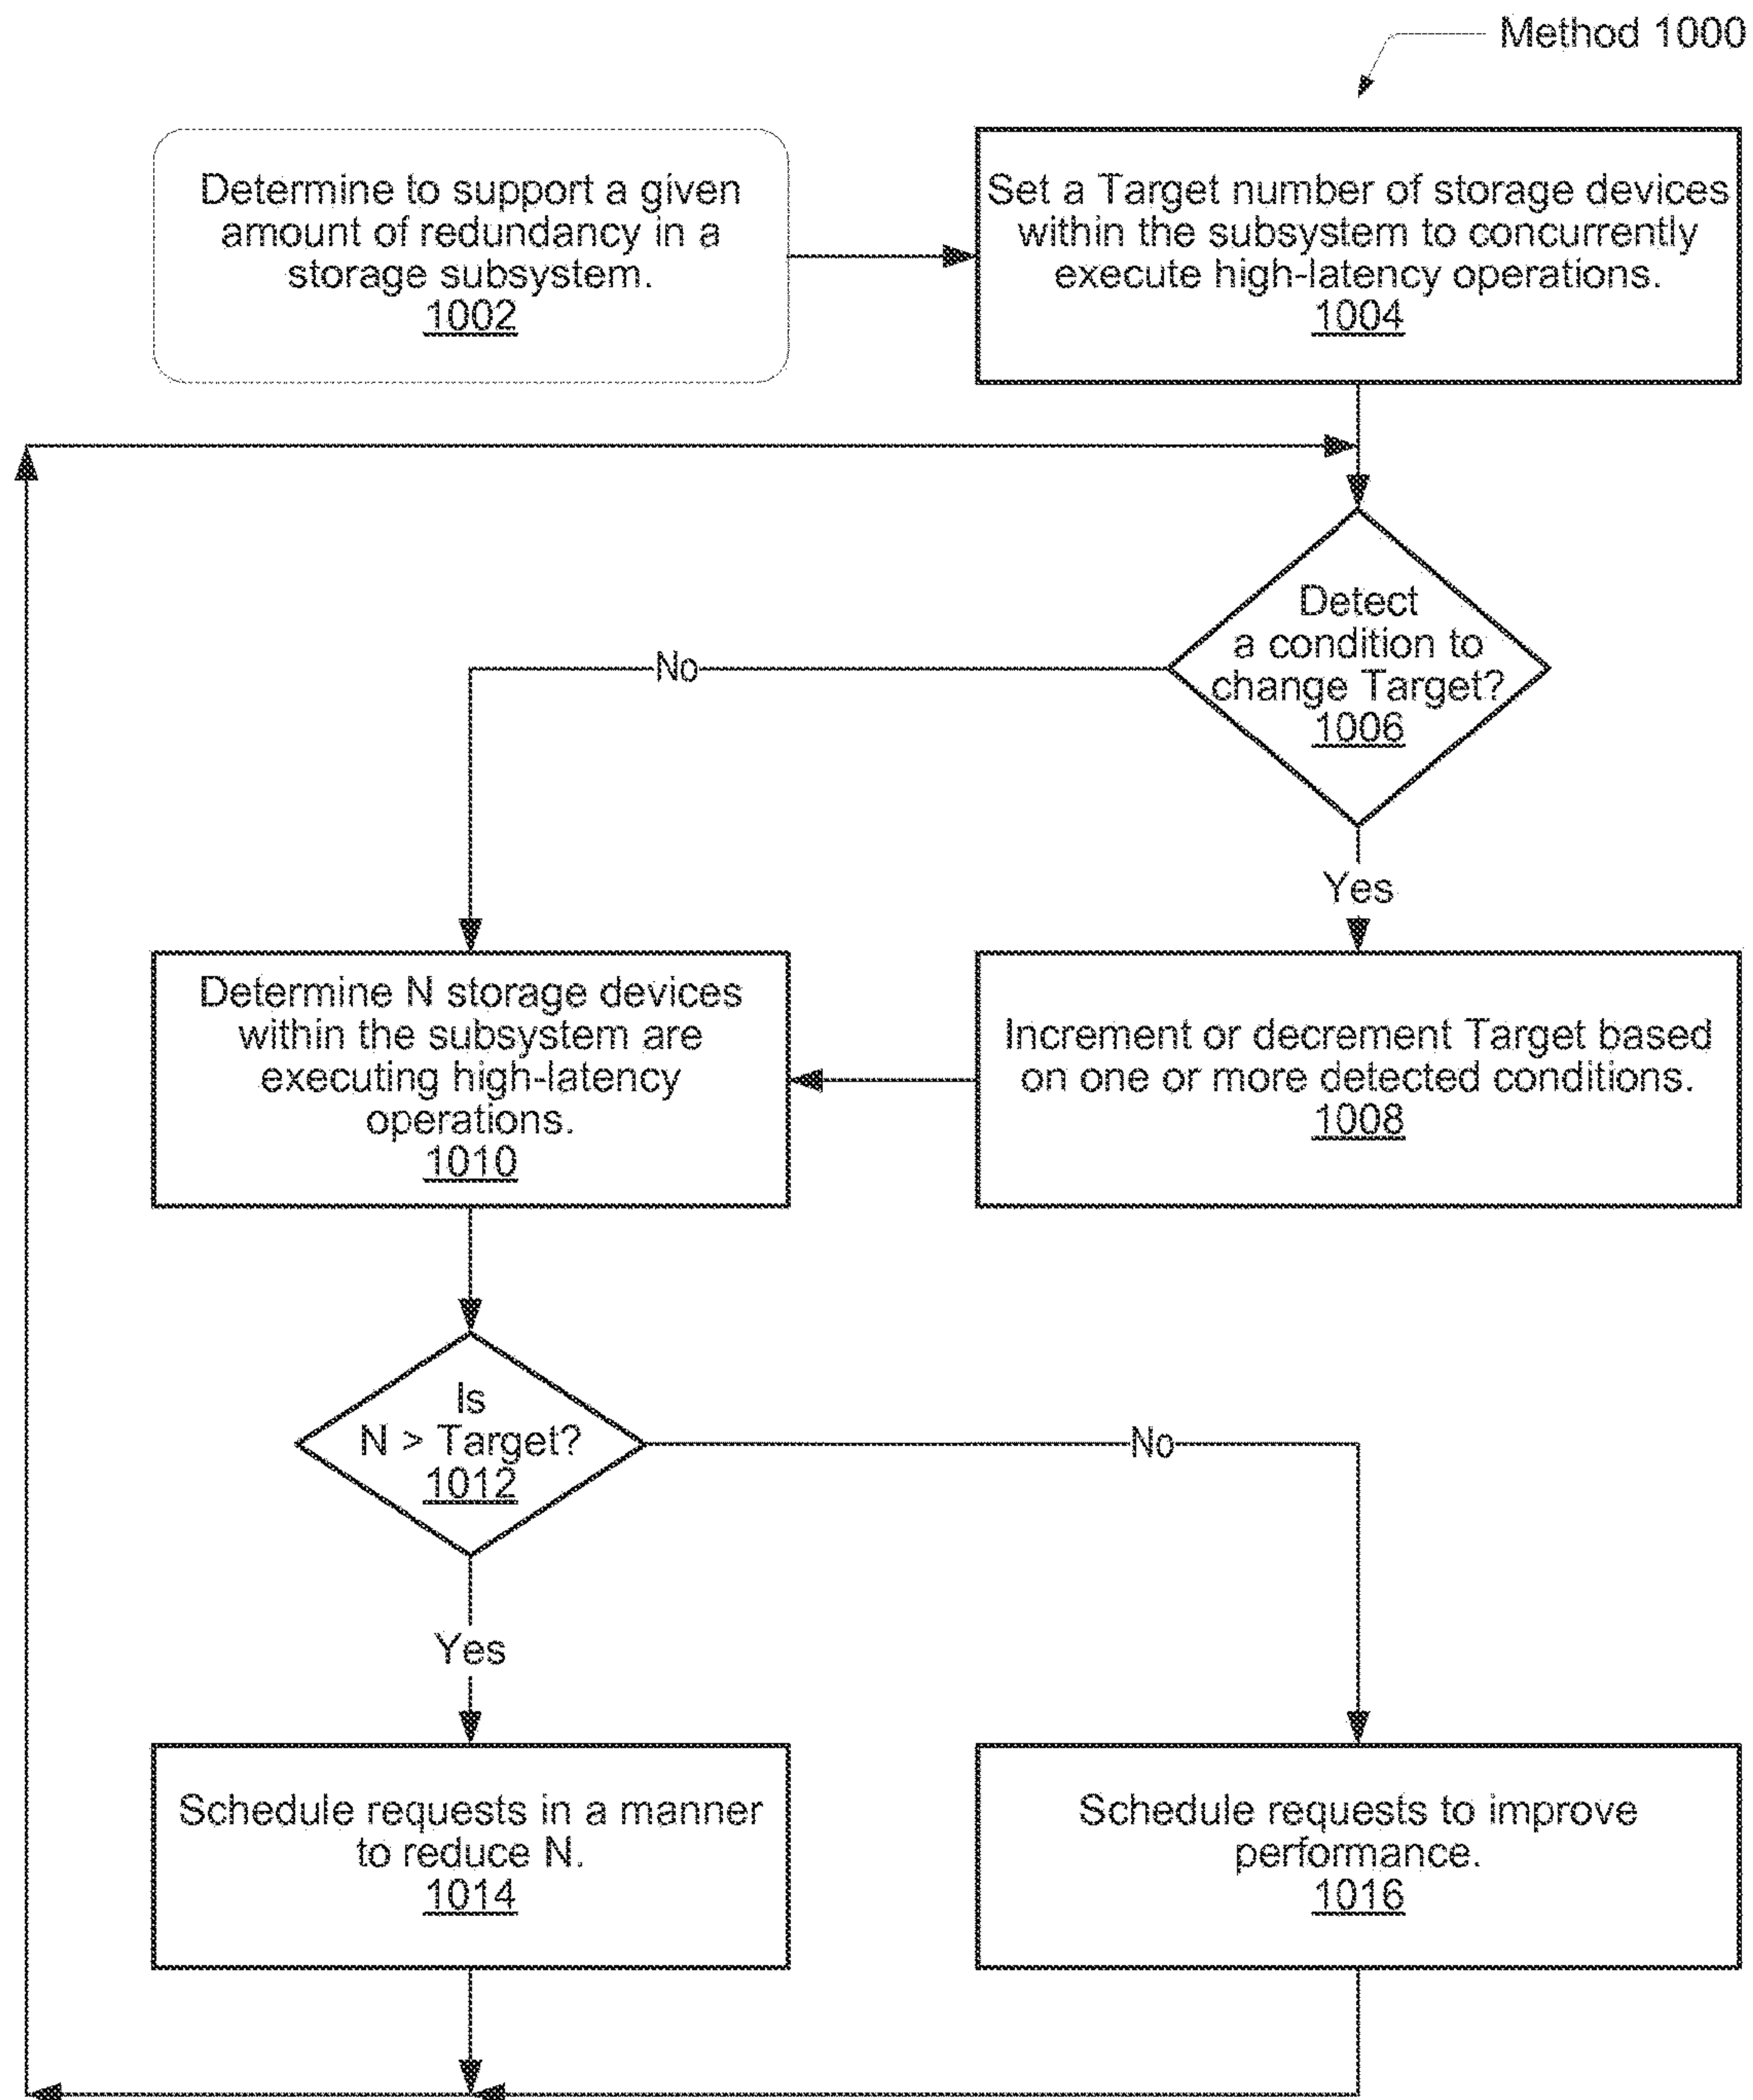 Method 1000
Determine to support a given
amount of redundancy in a
storage subsystem.
1002
Set a Target number of storage devices
within the subsystem to concurrently
execute high-latency operations.
1004
Detect
a condition to
change Target?
1006
No
Yes
Determine N storage devices
within the subsystem are
executing high-latency
operations.
1010
Increment or decrement Target based
on one or more detected conditions.
1008
Is
N > Target?
1012
No
Yes
Schedule requests in a manner
to reduce N.
1014
Schedule requests to improve
performance.
1016